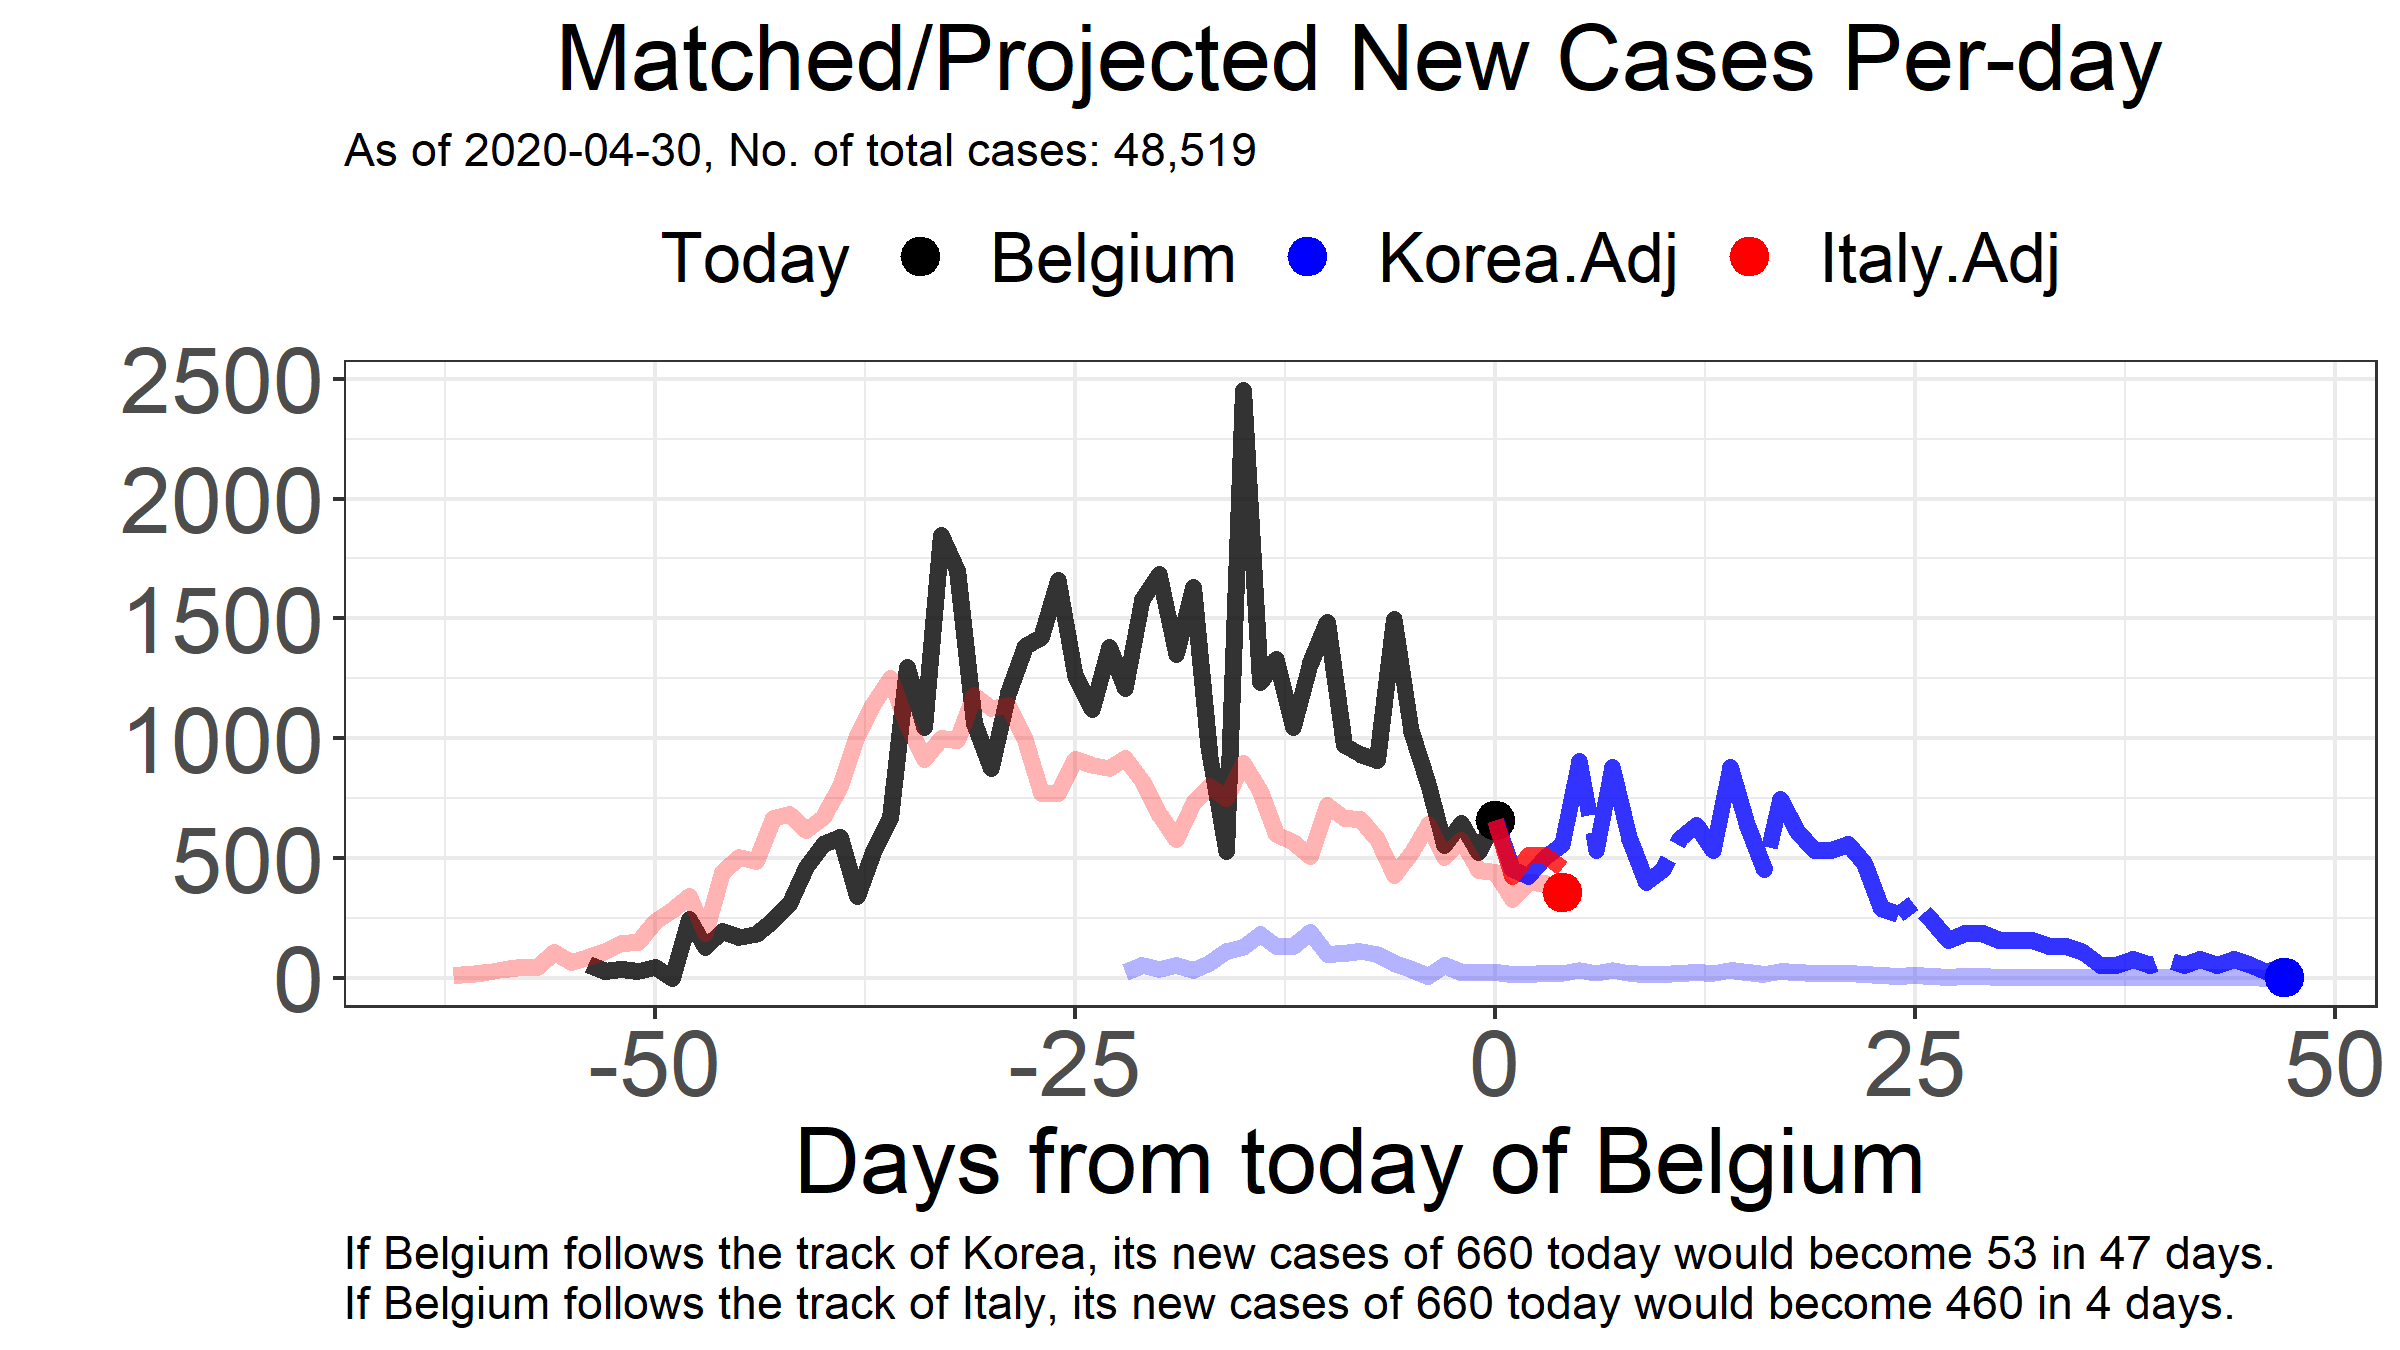 Matched/Projected New Cases Per-day
As of 2020-04-30, No. of total cases: 48,519
Today Belgium Korea.Adj Italy.Adj
2500
2000
1500
1000
500
0
-50 -25 0 25 50
Days from today of Belgium
If Belgium follows the track of Korea, its new cases of 660 today would become 53 in 47 days.
If Belgium follows the track of Italy, its new cases of 660 today would become 460 in 4 days.